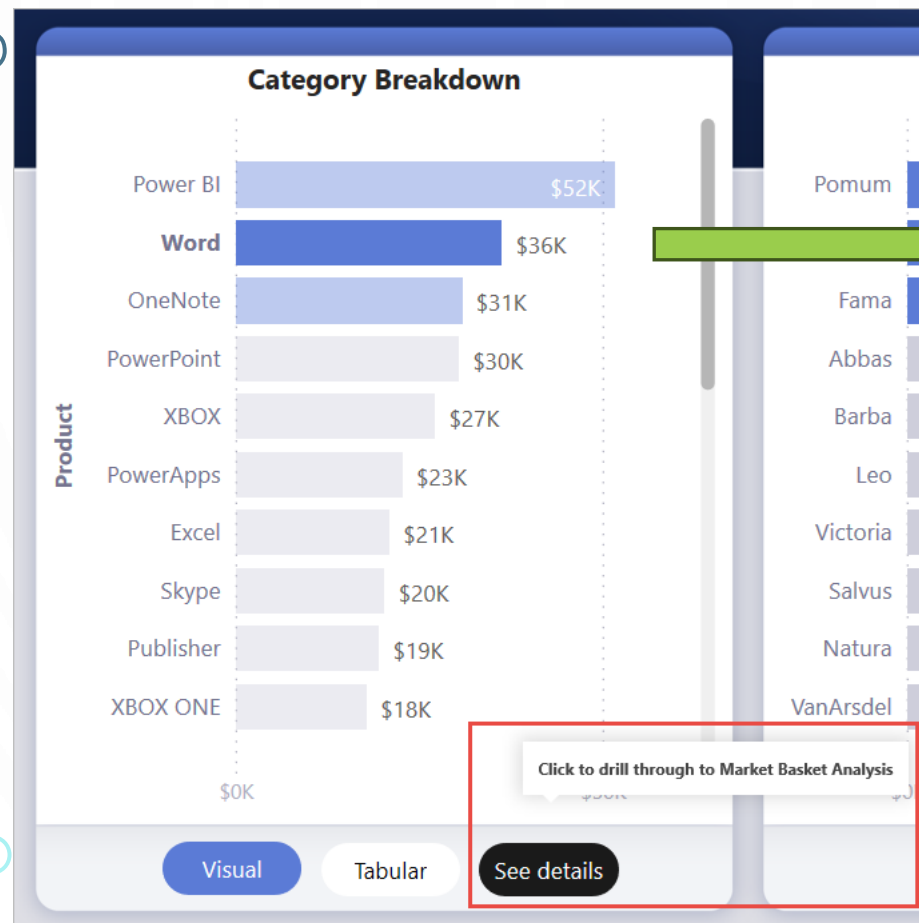 Category Breakdown
Product
Power BI $52K
Word $36K
OneNote $31K
PowerPoint $30K
XBOX $27K
PowerApps $23K
Excel $21K
Skype $20K
Publisher $19K
XBOX ONE $18K
$0K
Click to drill through to Market Basket Analysis
Visual Tabular See details
Pomum
Fama
Abbas
Barba
Leo
Victoria
Salvus
Natura
VanArsdel